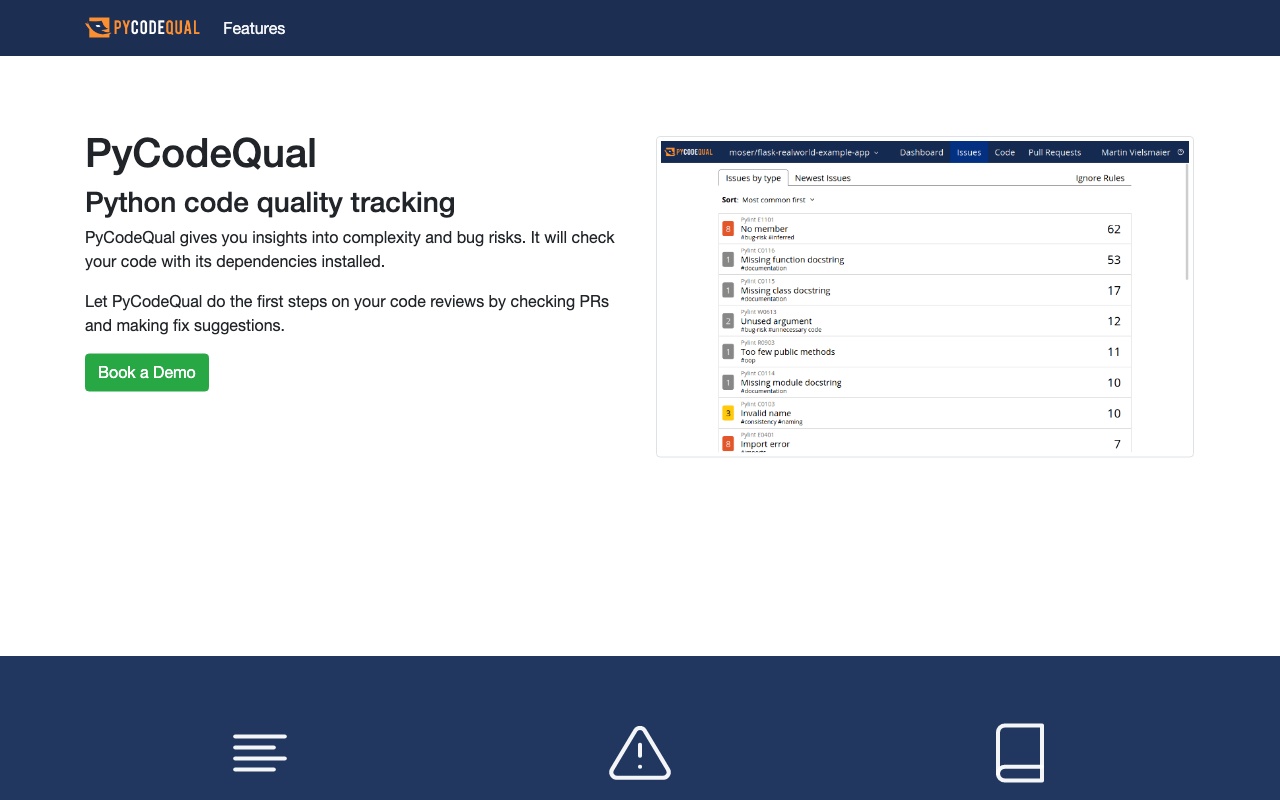 PYCODEQUAL
Features
PyCodeQual
Python code quality tracking
PyCodeQual gives you insights into complexity and bug risks. It will check
your code with its dependencies installed.
Let PyCodeQual do the first steps on your code reviews by checking PRs
and making fix suggestions.
Book a Demo
PYCODEQUAL
moser/flask-realworld-example-app
Dashboard
Issues
Code
Pull Requests
Martin Vielsmaier
Issues by type
Newest Issues
Ignore Rules
Sort: Most common first
Pylint E1101
8 No member 62
#bug-risk #inferred
Pylint C0116
1 Missing function docstring 53
#documentation
Pylint C0115
1 Missing class docstring 17
#documentation
Pylint W0613
2 Unused argument 12
#bug-risk #unnecessary code
Pylint R0903
1 Too few public methods 11
#oop
Pylint C0114
1 Missing module docstring 10
#documentation
Pylint C0103
3 Invalid name 10
#consistency #naming
Pylint E0401
8 Import error 7